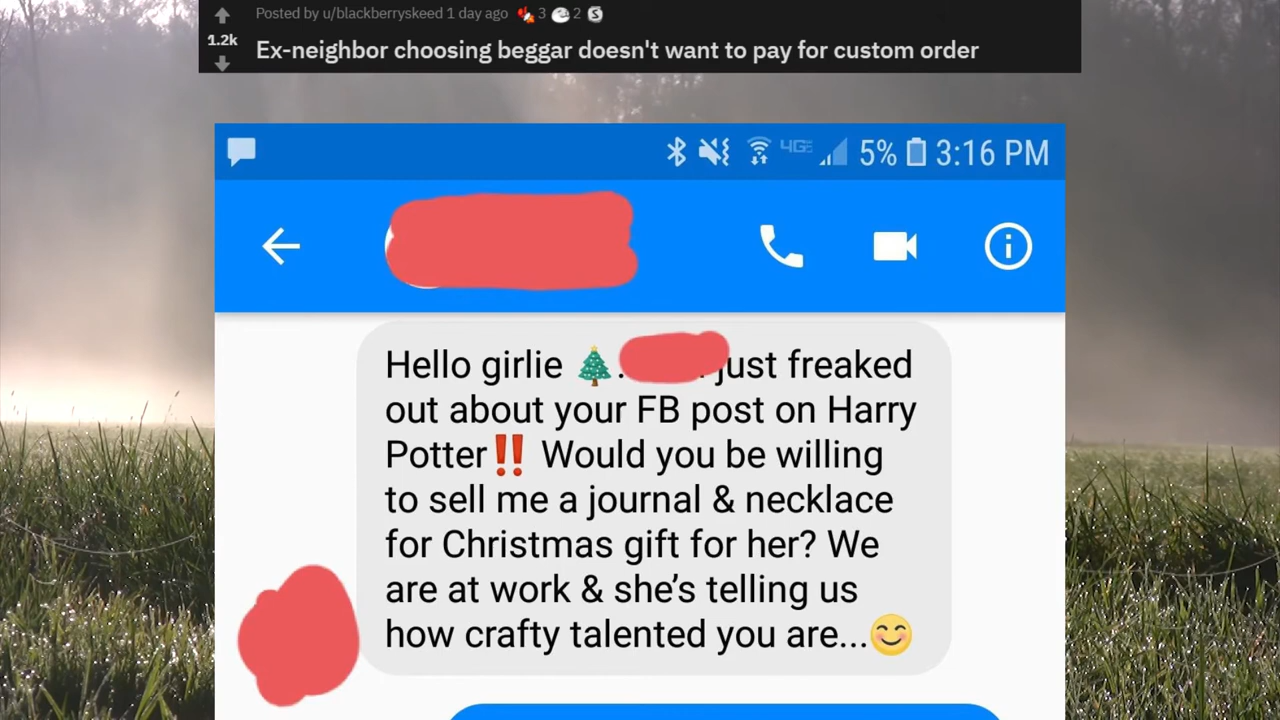 Posted by u/blackberryskeed 1 day ago 3 2 S
1.2k
Ex-neighbor choosing beggar doesn't want to pay for custom order
4GE 5% 3:16 PM
Hello girlie 🎄. just freaked
out about your FB post on Harry
Potter‼️ Would you be willing
to sell me a journal & necklace
for Christmas gift for her? We
are at work & she’s telling us
how crafty talented you are...😊